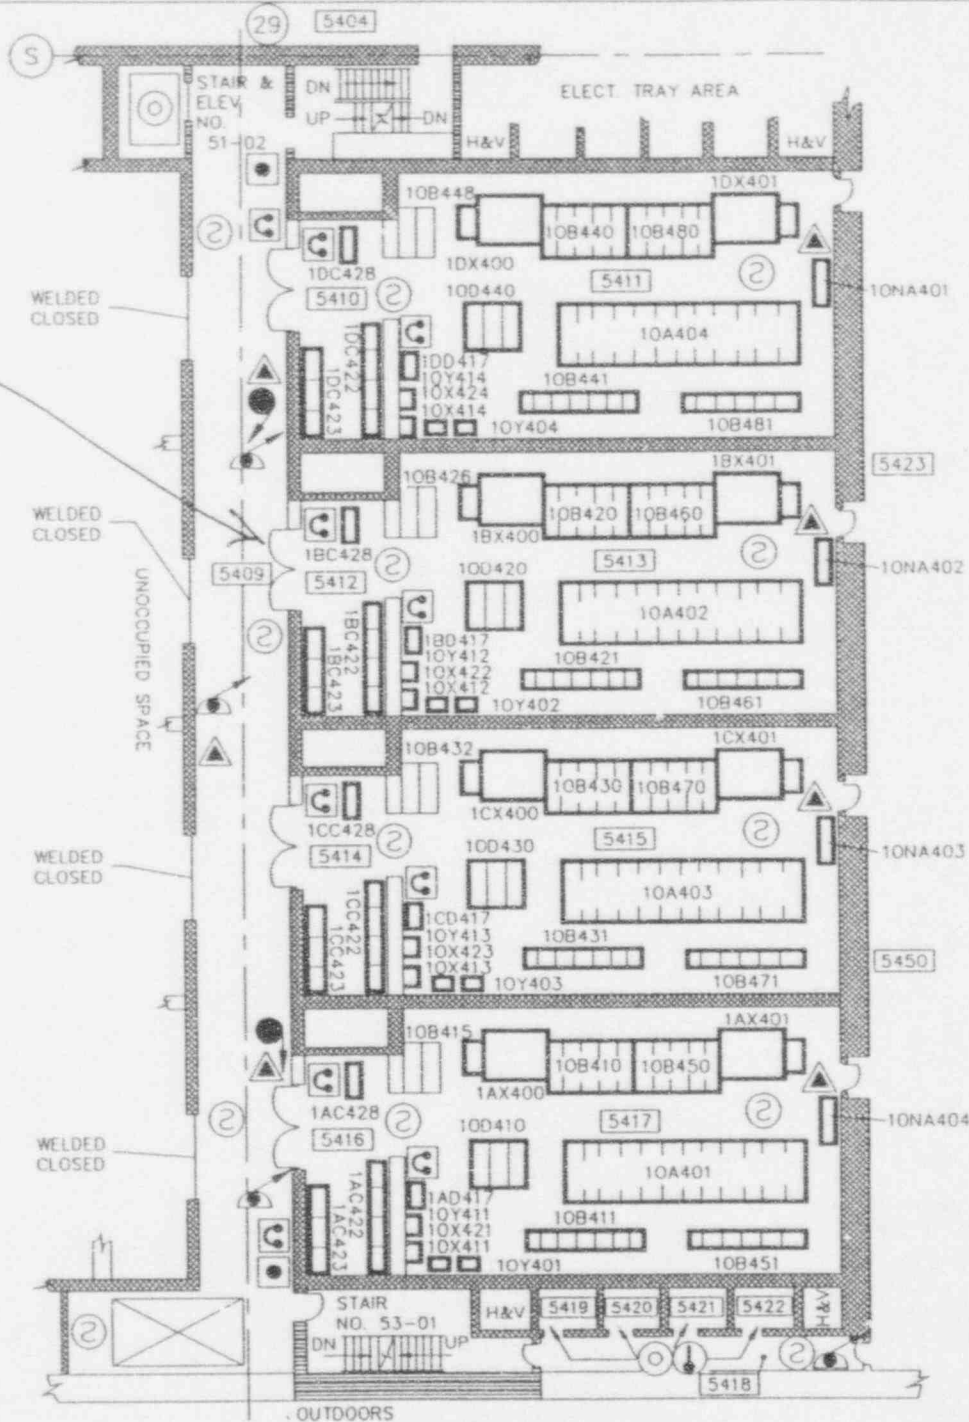 29
5404
S
STAIR &
ELEV
NO.
51-02
DN
UP
DN
ELECT. TRAY AREA
H&V
H&V
10B448
1DX401
10B440
10B480
1DX400
5411
S
S
1DC428
5410
S
10D440
10NA401
WELDED
CLOSED
10A404
1DC422
1DC423
1DD417
10Y414
10X424
10X414
10Y404
10B441
10B481
10B426
1BX401
5423
10B420
10B460
1BX400
5413
S
WELDED
CLOSED
1BC428
5409
5412
S
10D420
10NA402
10A402
UNOCCUPIED SPACE
S
1BC422
1BC423
1BD417
10Y412
10X422
10X412
10Y402
10B421
10B461
10B432
1CX401
10B430
10B470
1CX400
5415
S
1CC428
5414
S
10D430
10NA403
WELDED
CLOSED
10A403
1CC422
1CC423
1CD417
10Y413
10X423
10X413
10Y403
10B431
10B471
5450
10B415
1AX401
10B410
10B450
1AX400
5417
S
S
1AC428
5416
S
10D410
10NA404
WELDED
CLOSED
10A401
1AC422
1AC423
1AD417
10Y411
10X421
10X411
10Y401
10B411
10B451
STAIR
NO. 53-01
DN
UP
H&V
5419
5420
5421
5422
H&V
S
S
5418
OUTDOORS